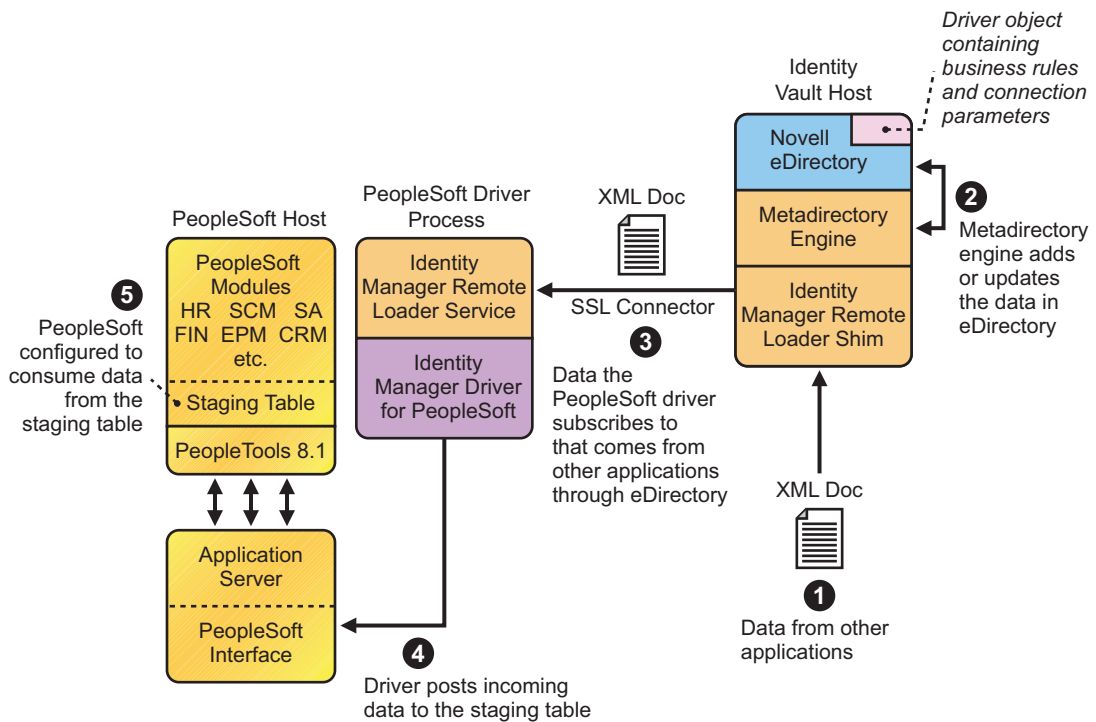 Driver object
containing
business rules
and connection
parameters
Identity
Vault Host
Novell
eDirectory
Metadirectory
Engine
Identity
Manager Remote
Loader Shim
2
Metadirectory
engine adds
or updates
the data in
eDirectory
XML Doc
SSL Connector
3
Data the
PeopleSoft driver
subscribes to
that comes from
other applications
through eDirectory
XML Doc
1
Data from other
applications
PeopleSoft Driver
Process
Identity
Manager Remote
Loader Service
Identity
Manager Driver
for PeopleSoft
4
Driver posts incoming
data to the staging table
PeopleSoft Host
PeopleSoft
Modules
HR SCM SA
FIN EPM CRM
etc.
Staging Table
PeopleTools 8.1
5
PeopleSoft
configured to
consume data
from the
staging table
Application
Server
PeopleSoft
Interface